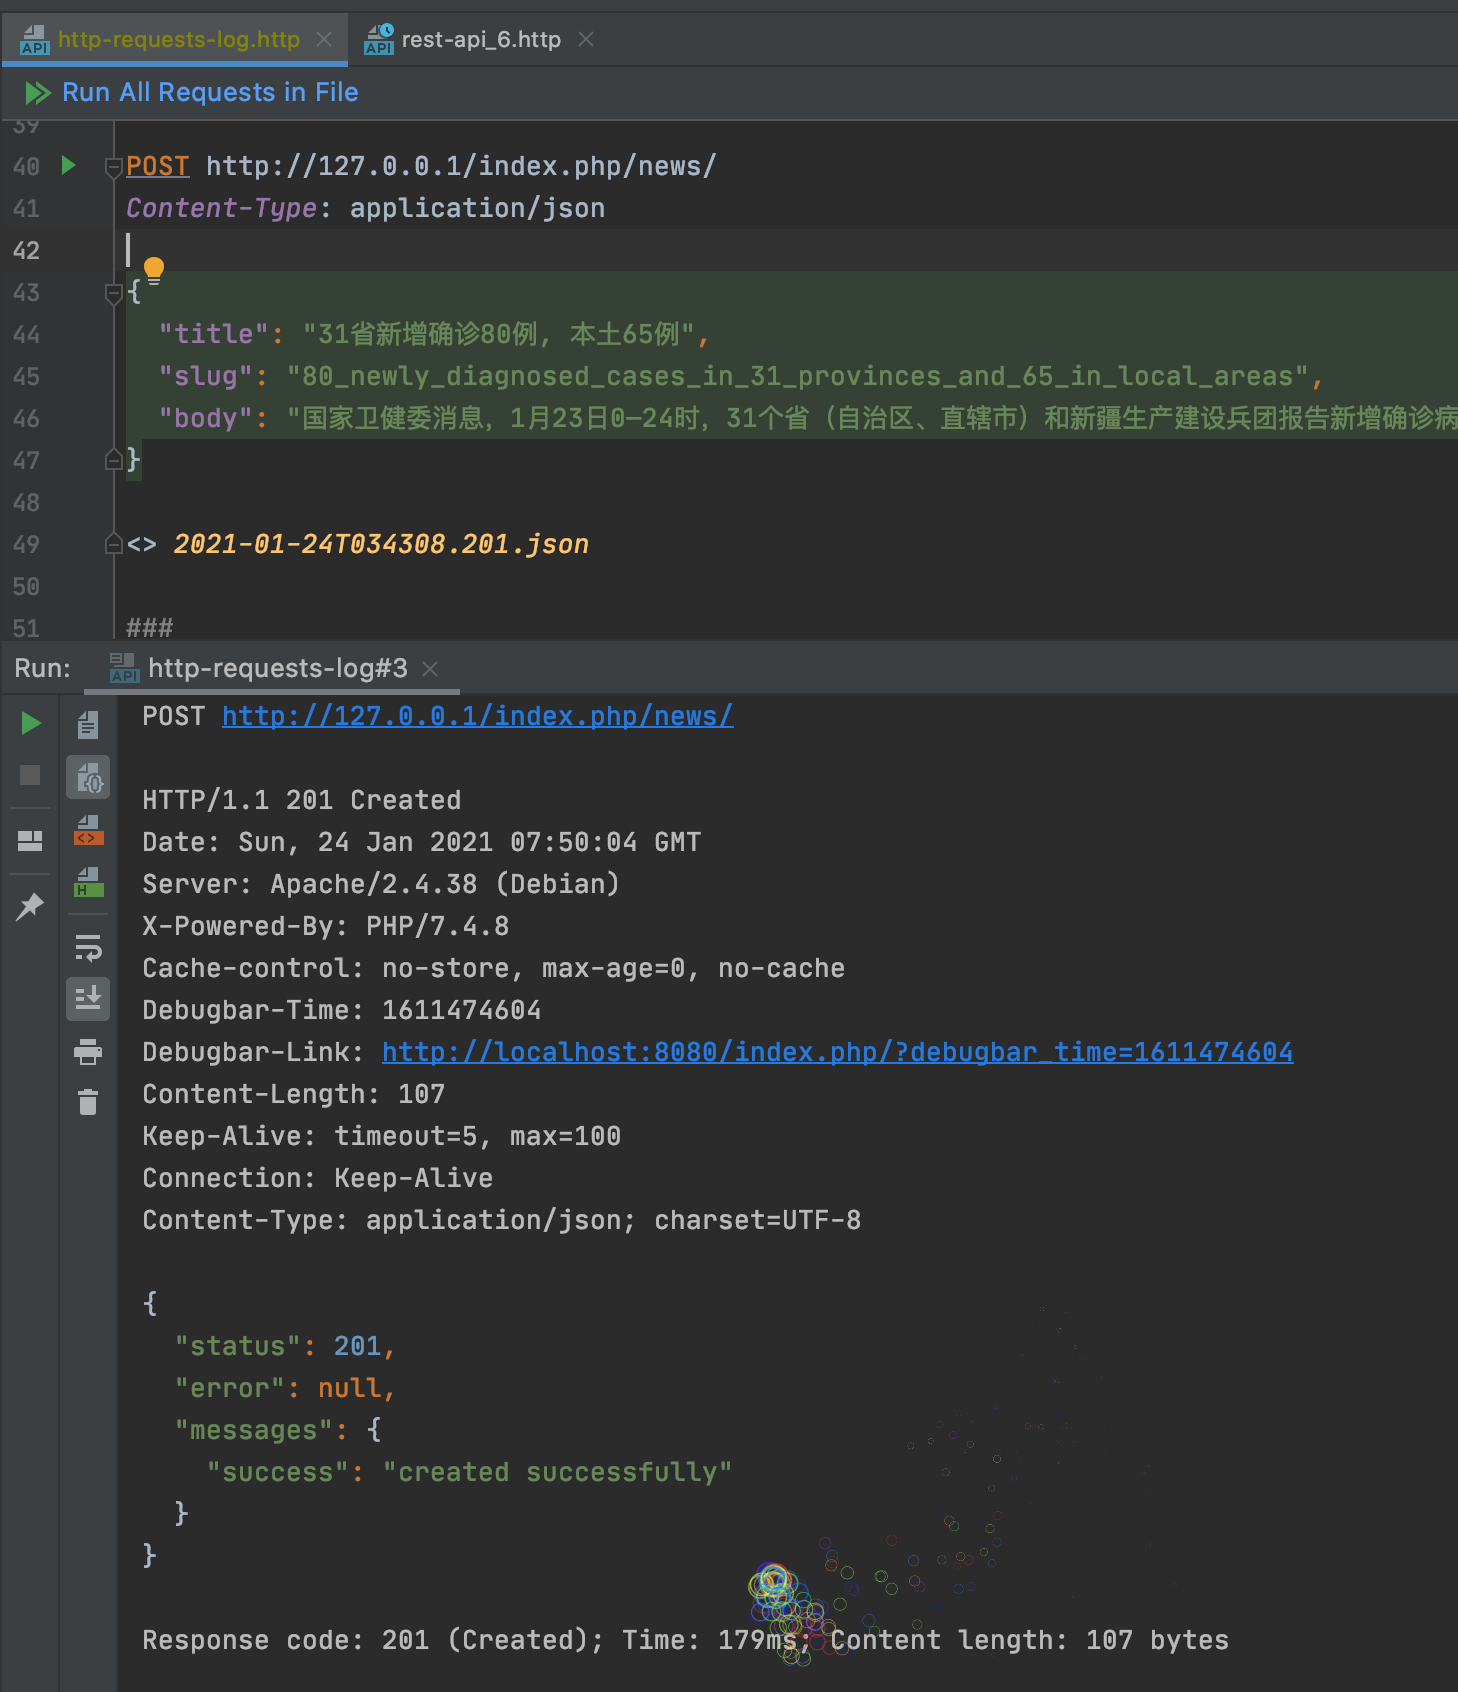 http-requests-log.http
rest-api_6.http
Run All Requests in File
39
40 POST http://127.0.0.1/index.php/news/
41 Content-Type: application/json
42
43 {
44 "title": "31省新增确诊80例, 本土65例",
45 "slug": "80_newly_diagnosed_cases_in_31_provinces_and_65_in_local_areas",
46 "body": "国家卫健委消息，1月23日0—24时，31个省（自治区、直辖市）和新疆生产建设兵团报告新增确诊病
47 }
48
49 <> 2021-01-24T034308.201.json
50
51 ###
Run: http-requests-log#3
POST http://127.0.0.1/index.php/news/
HTTP/1.1 201 Created
Date: Sun, 24 Jan 2021 07:50:04 GMT
Server: Apache/2.4.38 (Debian)
X-Powered-By: PHP/7.4.8
Cache-control: no-store, max-age=0, no-cache
Debugbar-Time: 1611474604
Debugbar-Link: http://localhost:8080/index.php/?debugbar_time=1611474604
Content-Length: 107
Keep-Alive: timeout=5, max=100
Connection: Keep-Alive
Content-Type: application/json; charset=UTF-8
{
"status": 201,
"error": null,
"messages": {
"success": "created successfully"
}
}
Response code: 201 (Created); Time: 179ms; Content length: 107 bytes